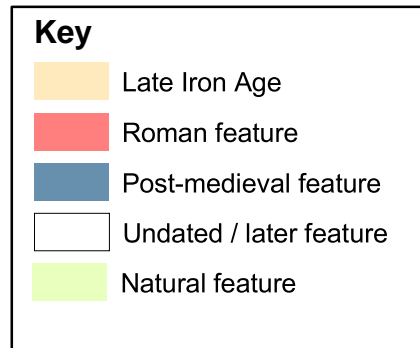 Key
Late Iron Age
Roman feature
Post-medieval feature
Undated / later feature
Natural feature